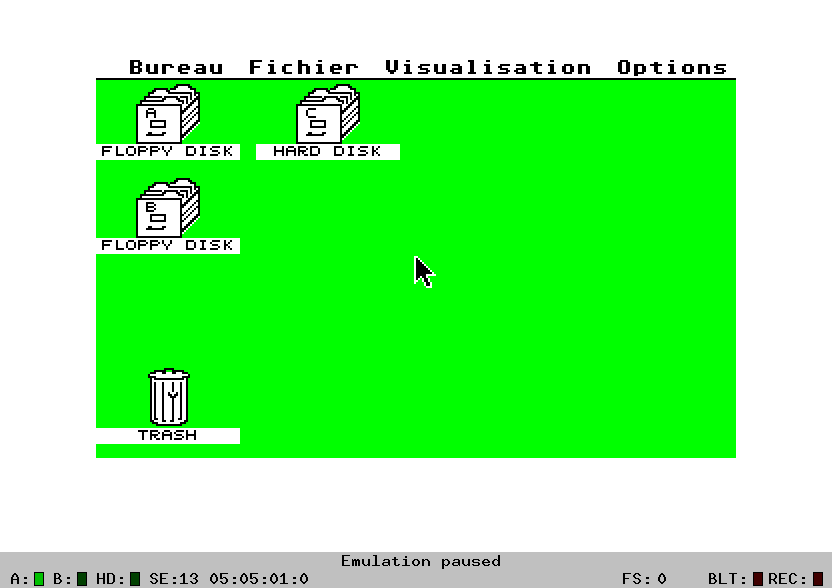 Bureau Fichier Visualisation Options
A C
FLOPPY DISK HARD DISK
B
FLOPPY DISK
TRASH
Emulation paused
A: B: HD: SE:13 05:05:01:0 FS: 0 BLT: REC: